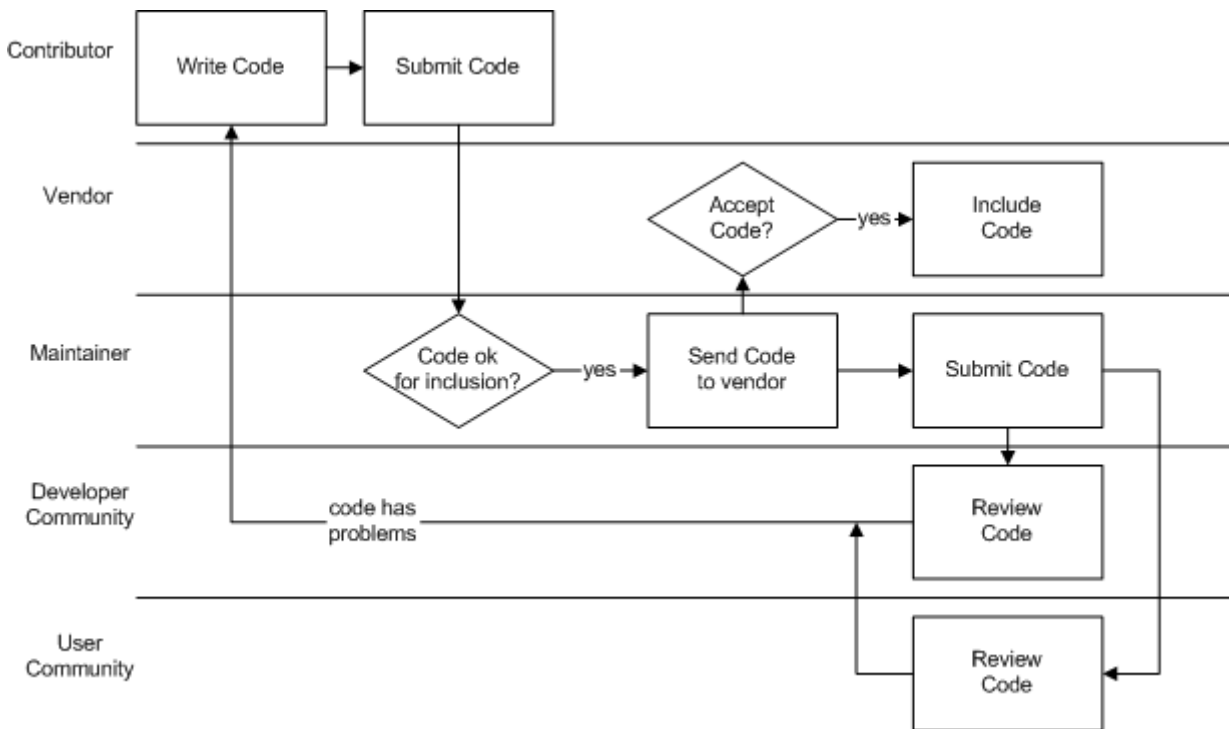 Contributor
Write Code
Submit Code
Vendor
Accept
Code?
yes
Include
Code
Maintainer
Code ok
for inclusion?
yes
Send Code
to vendor
Submit Code
Developer
Community
code has
problems
Review
Code
User
Community
Review
Code